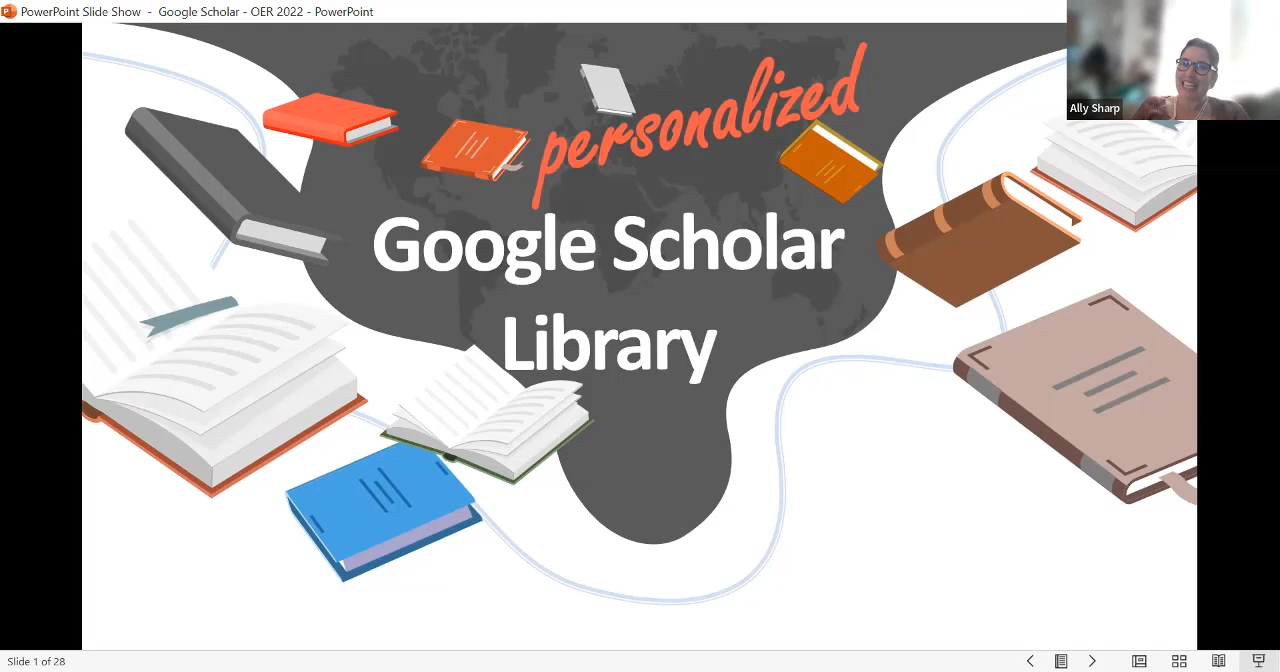 PowerPoint Slide Show - Google Scholar - OER 2022 - PowerPoint
Ally Sharp
personalized
Google Scholar
Library
Slide 1 of 28